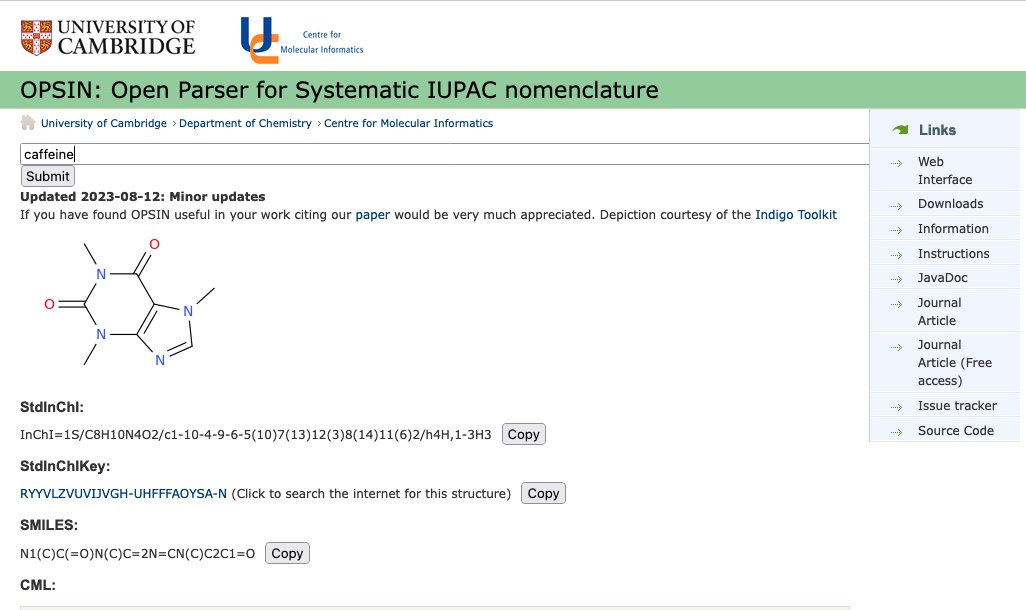 UNIVERSITY OF
CAMBRIDGE
UC
Centre for
Molecular Informatics
OPSIN: Open Parser for Systematic IUPAC nomenclature
University of Cambridge › Department of Chemistry › Centre for Molecular Informatics
caffeine
Submit
Updated 2023-08-12: Minor updates
If you have found OPSIN useful in your work citing our paper would be very much appreciated. Depiction courtesy of the Indigo Toolkit
O
N
O
N
N
N
StdInChI:
InChI=1S/C8H10N4O2/c1-10-4-9-6-5(10)7(13)12(3)8(14)11(6)2/h4H,1-3H3 Copy
StdInChIKey:
RYYVLZVUVIJVGH-UHFFFAOYSA-N (Click to search the internet for this structure) Copy
SMILES:
N1(C)C(=O)N(C)C=2N=CN(C)C2C1=O Copy
CML:
Links
Web
Interface
Downloads
Information
Instructions
JavaDoc
Journal
Article
Journal
Article (Free
access)
Issue tracker
Source Code